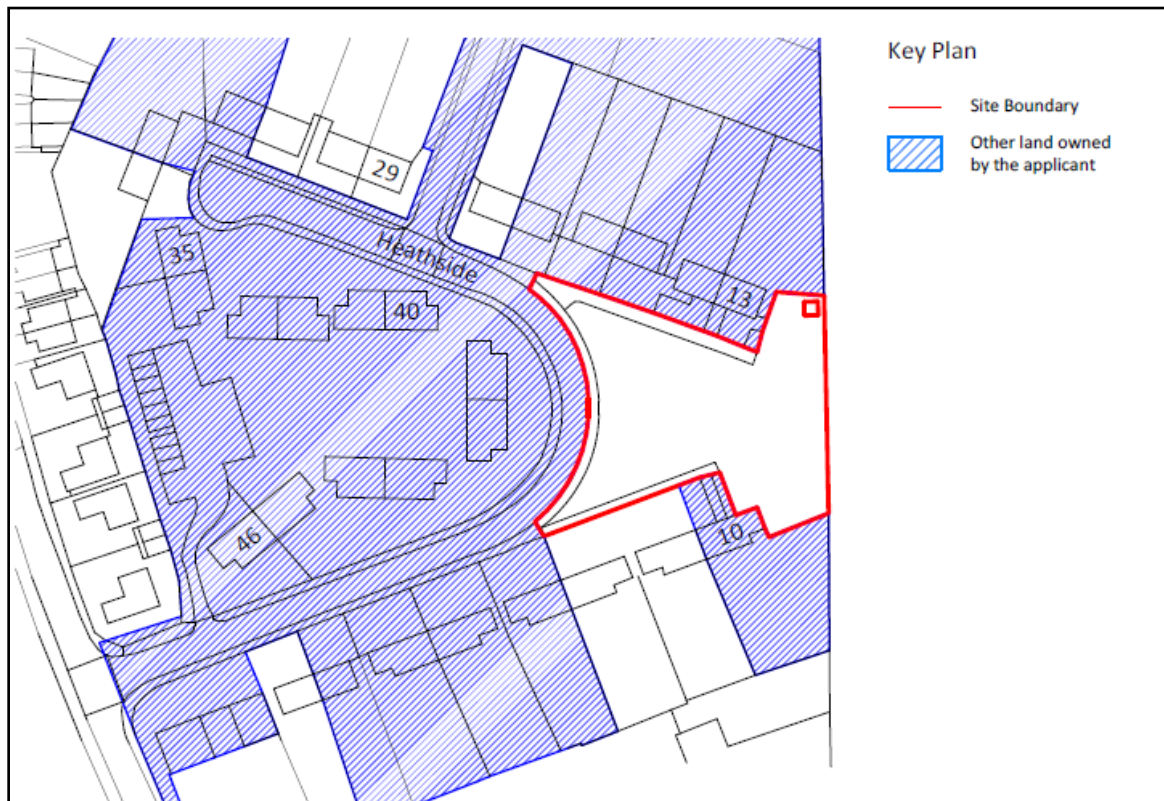 Key Plan
Site Boundary
Other land owned
by the applicant
29
Heathside
35
40
13
46
10